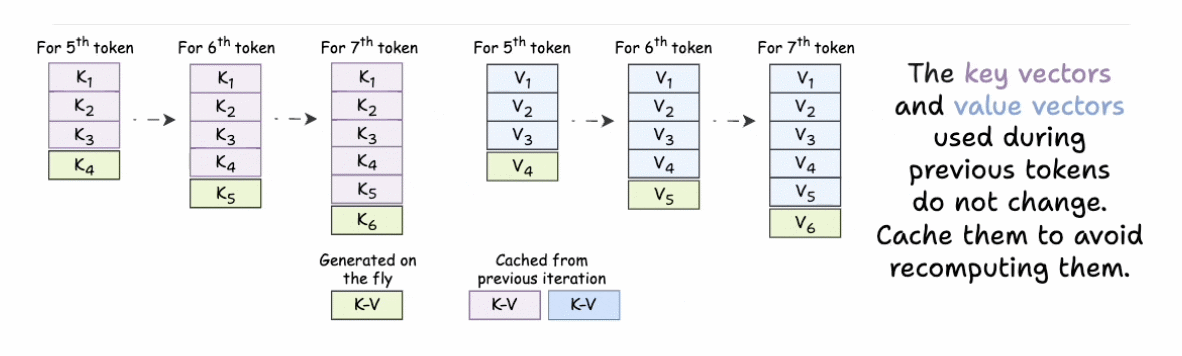 For 5th token
For 6th token
For 7th token
For 5th token
For 6th token
For 7th token
K1
K2
K3
K4
K1
K2
K3
K4
K5
K1
K2
K3
K4
K5
K6
V1
V2
V3
V4
V1
V2
V3
V4
V5
V1
V2
V3
V4
V5
V6
The key vectors
and value vectors
used during
previous tokens
do not change.
Cache them to avoid
recomputing them.
Generated on
the fly
K-V
Cached from
previous iteration
K-V
K-V